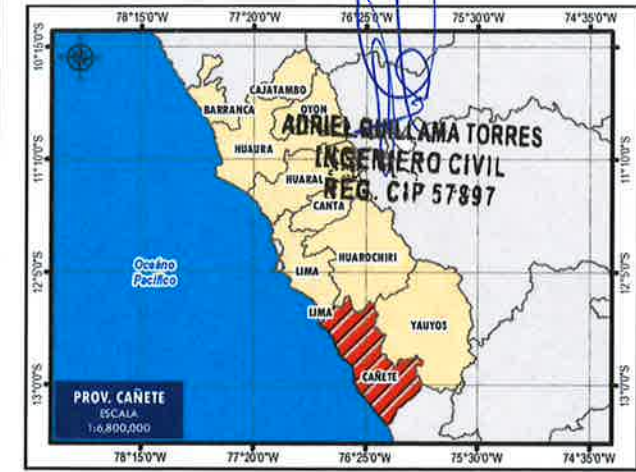 78°15'0"W 77°20'0"W 76°25'0"W 75°30'0"W 74°35'0"W
10°15'0"S
CAJATAMBO
BARRANCA
OYON
ADRIEL QUILLAMA TORRES
HUAURA
INGENIERO CIVIL
11°10'0"S 11°10'0"S
HUARAL
REG. CIP 57897
CANTA
HUAROCHIRI
Océano
Pacífico
LIMA
12°5'0"S 12°5'0"S
LIMA
YAUYOS
CAÑETE
13°0'0"S 13°0'0"S
PROV. CAÑETE
ESCALA
1:6,800,000
78°15'0"W 77°20'0"W 76°25'0"W 75°30'0"W 74°35'0"W